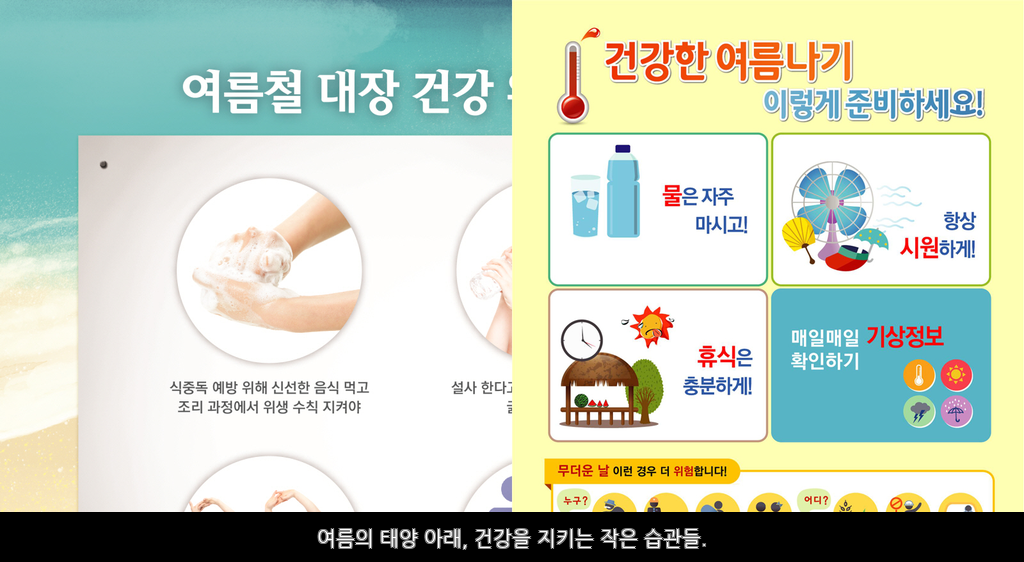 여름철 대장 건강
식중독 예방 위해 신선한 음식 먹고
조리 과정에서 위생 수칙 지켜야
설사 한다고
건강한 여름나기
이렇게 준비하세요!
물은 자주
마시고!
항상
시원하게!
휴식은
충분하게!
매일매일 기상정보
확인하기
무더운 날 이런 경우 더 위험합니다!
누구?
어디?
여름의 태양 아래, 건강을 지키는 작은 습관들.